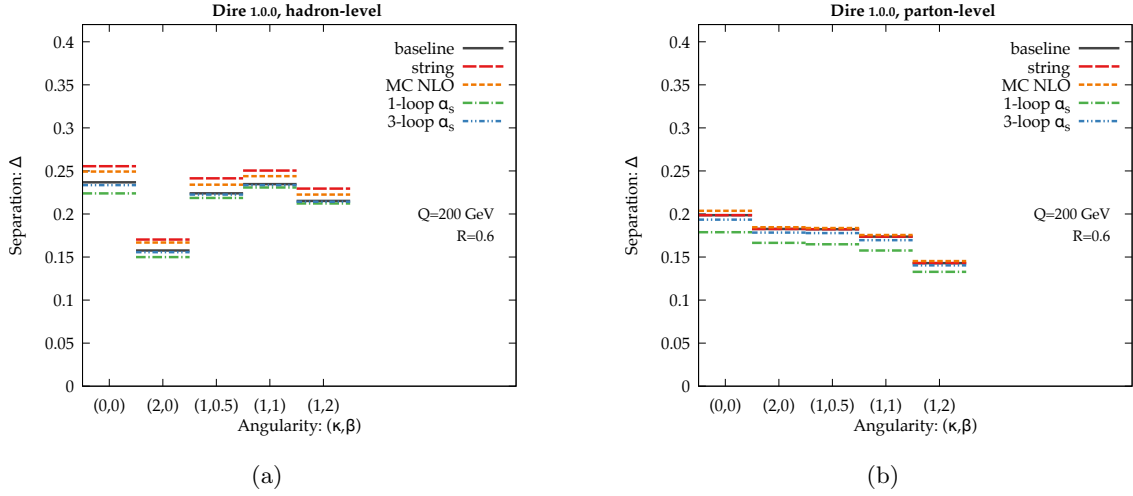 Dire 1.0.0, hadron-level
0.4
0.35
0.3
0.25
0.2
0.15
0.1
0.05
0
Separation: Δ
baseline
string
MC NLO
1-loop αs
3-loop αs
Q=200 GeV
R=0.6
(0,0) (2,0) (1,0.5) (1,1) (1,2)
Angularity: (κ,β)
(a)
Dire 1.0.0, parton-level
0.4
0.35
0.3
0.25
0.2
0.15
0.1
0.05
0
Separation: Δ
baseline
string
MC NLO
1-loop αs
3-loop αs
Q=200 GeV
R=0.6
(0,0) (2,0) (1,0.5) (1,1) (1,2)
Angularity: (κ,β)
(b)